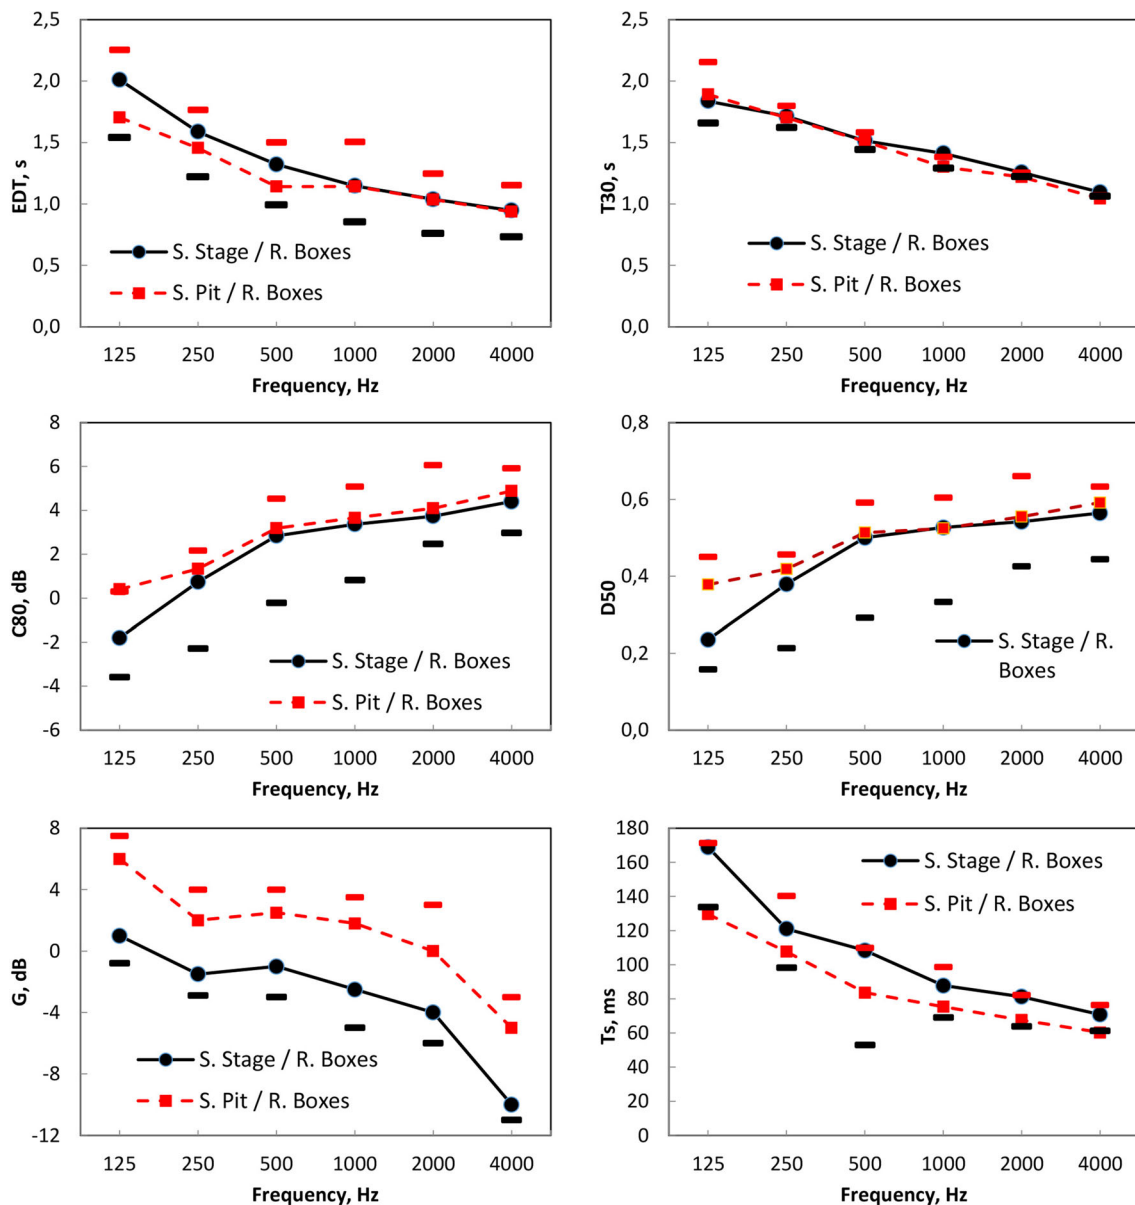 2,5
2,0
1,5
1,0
0,5
0,0
EDT, s
S. Stage / R. Boxes
S. Pit / R. Boxes
125 250 500 1000 2000 4000
Frequency, Hz
2,5
2,0
1,5
1,0
0,5
0,0
T30, s
S. Stage / R. Boxes
S. Pit / R. Boxes
125 250 500 1000 2000 4000
Frequency, Hz
8
6
4
2
0
-2
-4
-6
C80, dB
S. Stage / R. Boxes
S. Pit / R. Boxes
125 250 500 1000 2000 4000
Frequency, Hz
0,8
0,6
0,4
0,2
0,0
D50
S. Stage / R.
Boxes
125 250 500 1000 2000 4000
Frequency, Hz
8
4
0
-4
-8
-12
G, dB
S. Stage / R. Boxes
S. Pit / R. Boxes
125 250 500 1000 2000 4000
Frequency, Hz
180
160
140
120
100
80
60
40
20
0
Ts, ms
S. Stage / R. Boxes
S. Pit / R. Boxes
125 250 500 1000 2000 4000
Frequency, Hz